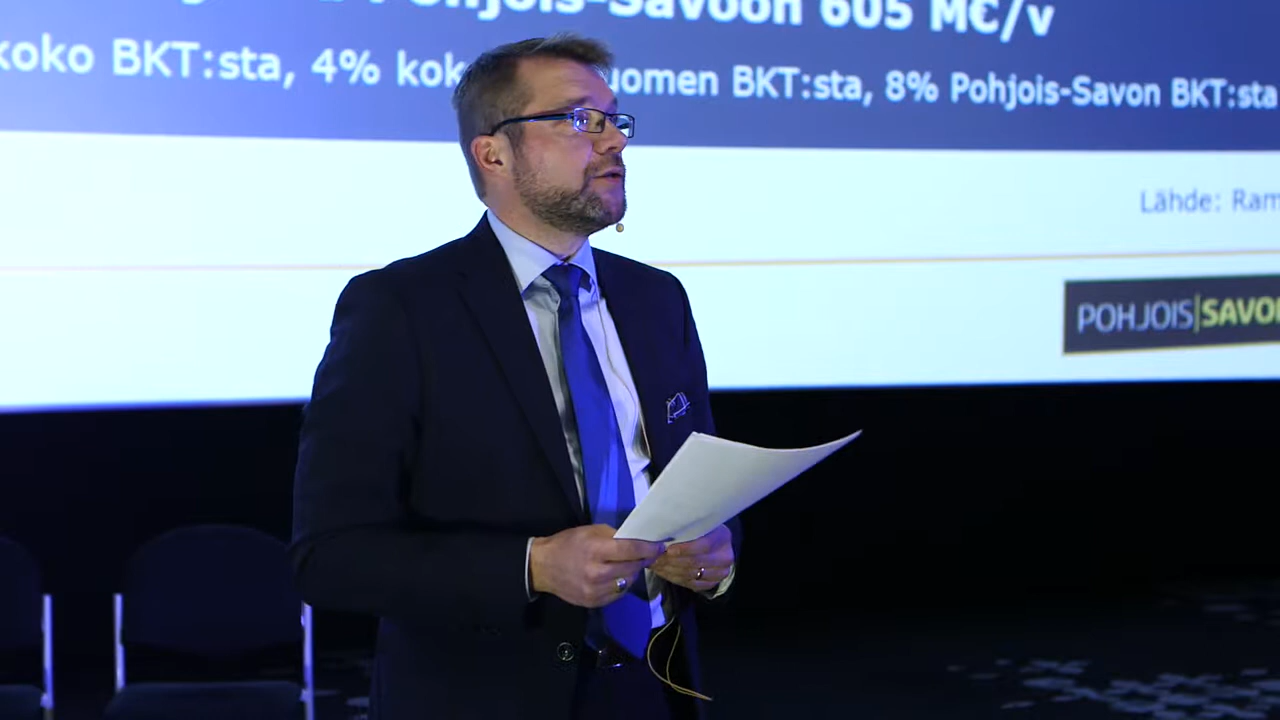 Pohjois-Savoon 605 M€/v
koko BKT:sta, 4% kok uomen BKT:sta, 8% Pohjois-Savon BKT:sta
Lähde: Ram
POHJOIS|SAVO